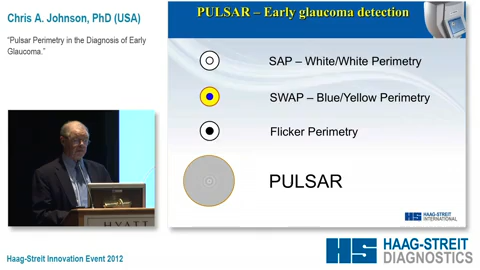 Chris A. Johnson, PhD (USA)
"Pulsar Perimetry in the Diagnosis of Early
Glaucoma."
PULSAR – Early glaucoma detection
SAP – White/White Perimetry
SWAP – Blue/Yellow Perimetry
Flicker Perimetry
PULSAR
HS HAAG-STREIT
INTERNATIONAL
HYATT
Haag-Streit Innovation Event 2012
HS HAAG-STREIT
DIAGNOSTICS